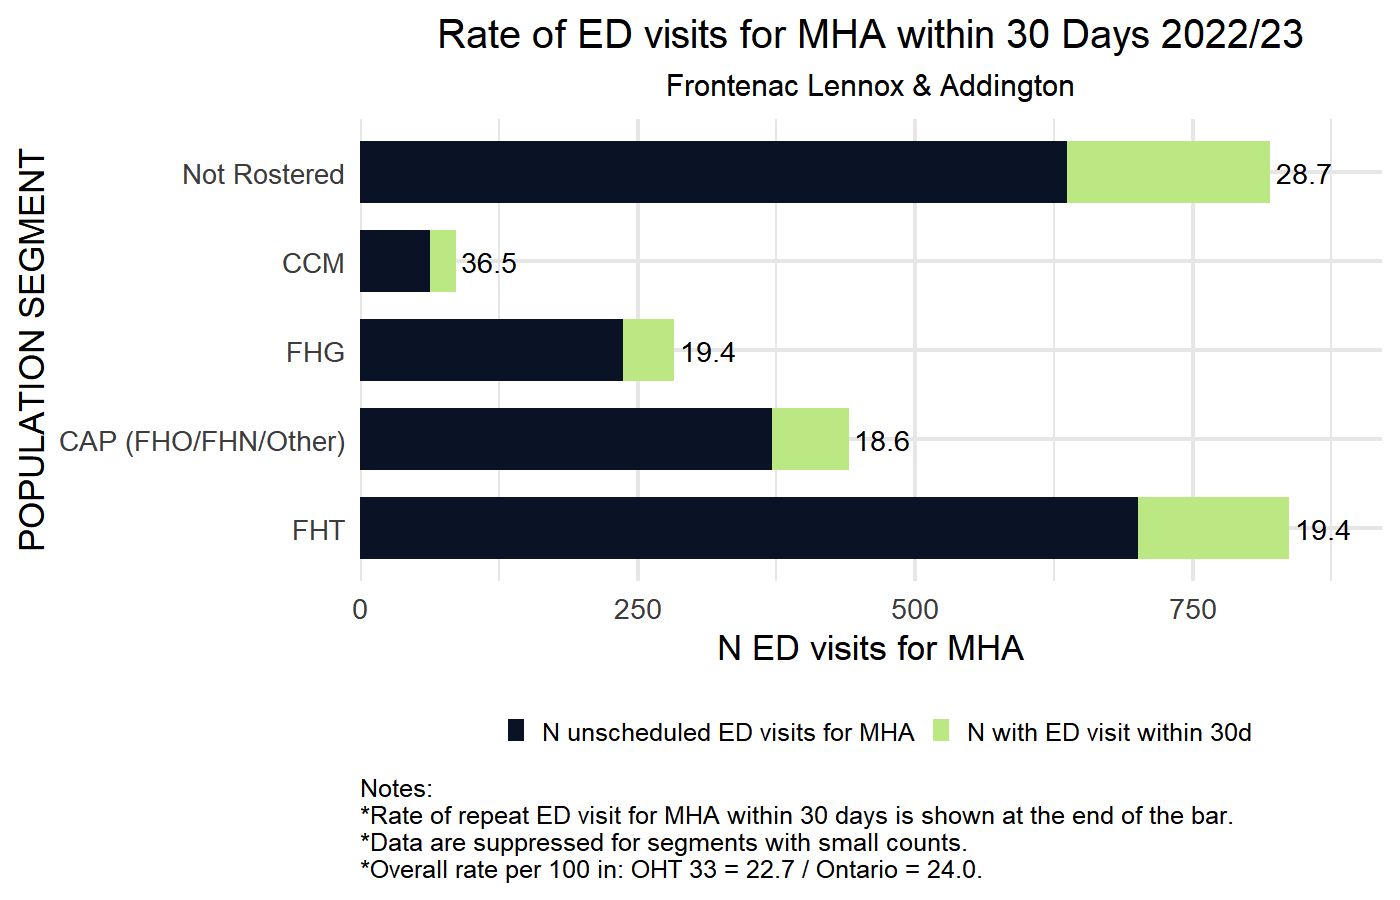 Rate of ED visits for MHA within 30 Days 2022/23
Frontenac Lennox & Addington
POPULATION SEGMENT
Not Rostered
28.7
CCM
36.5
FHG
19.4
CAP (FHO/FHN/Other)
18.6
FHT
19.4
0 250 500 750
N ED visits for MHA
N unscheduled ED visits for MHA N with ED visit within 30d
Notes:
*Rate of repeat ED visit for MHA within 30 days is shown at the end of the bar.
*Data are suppressed for segments with small counts.
*Overall rate per 100 in: OHT 33 = 22.7 / Ontario = 24.0.